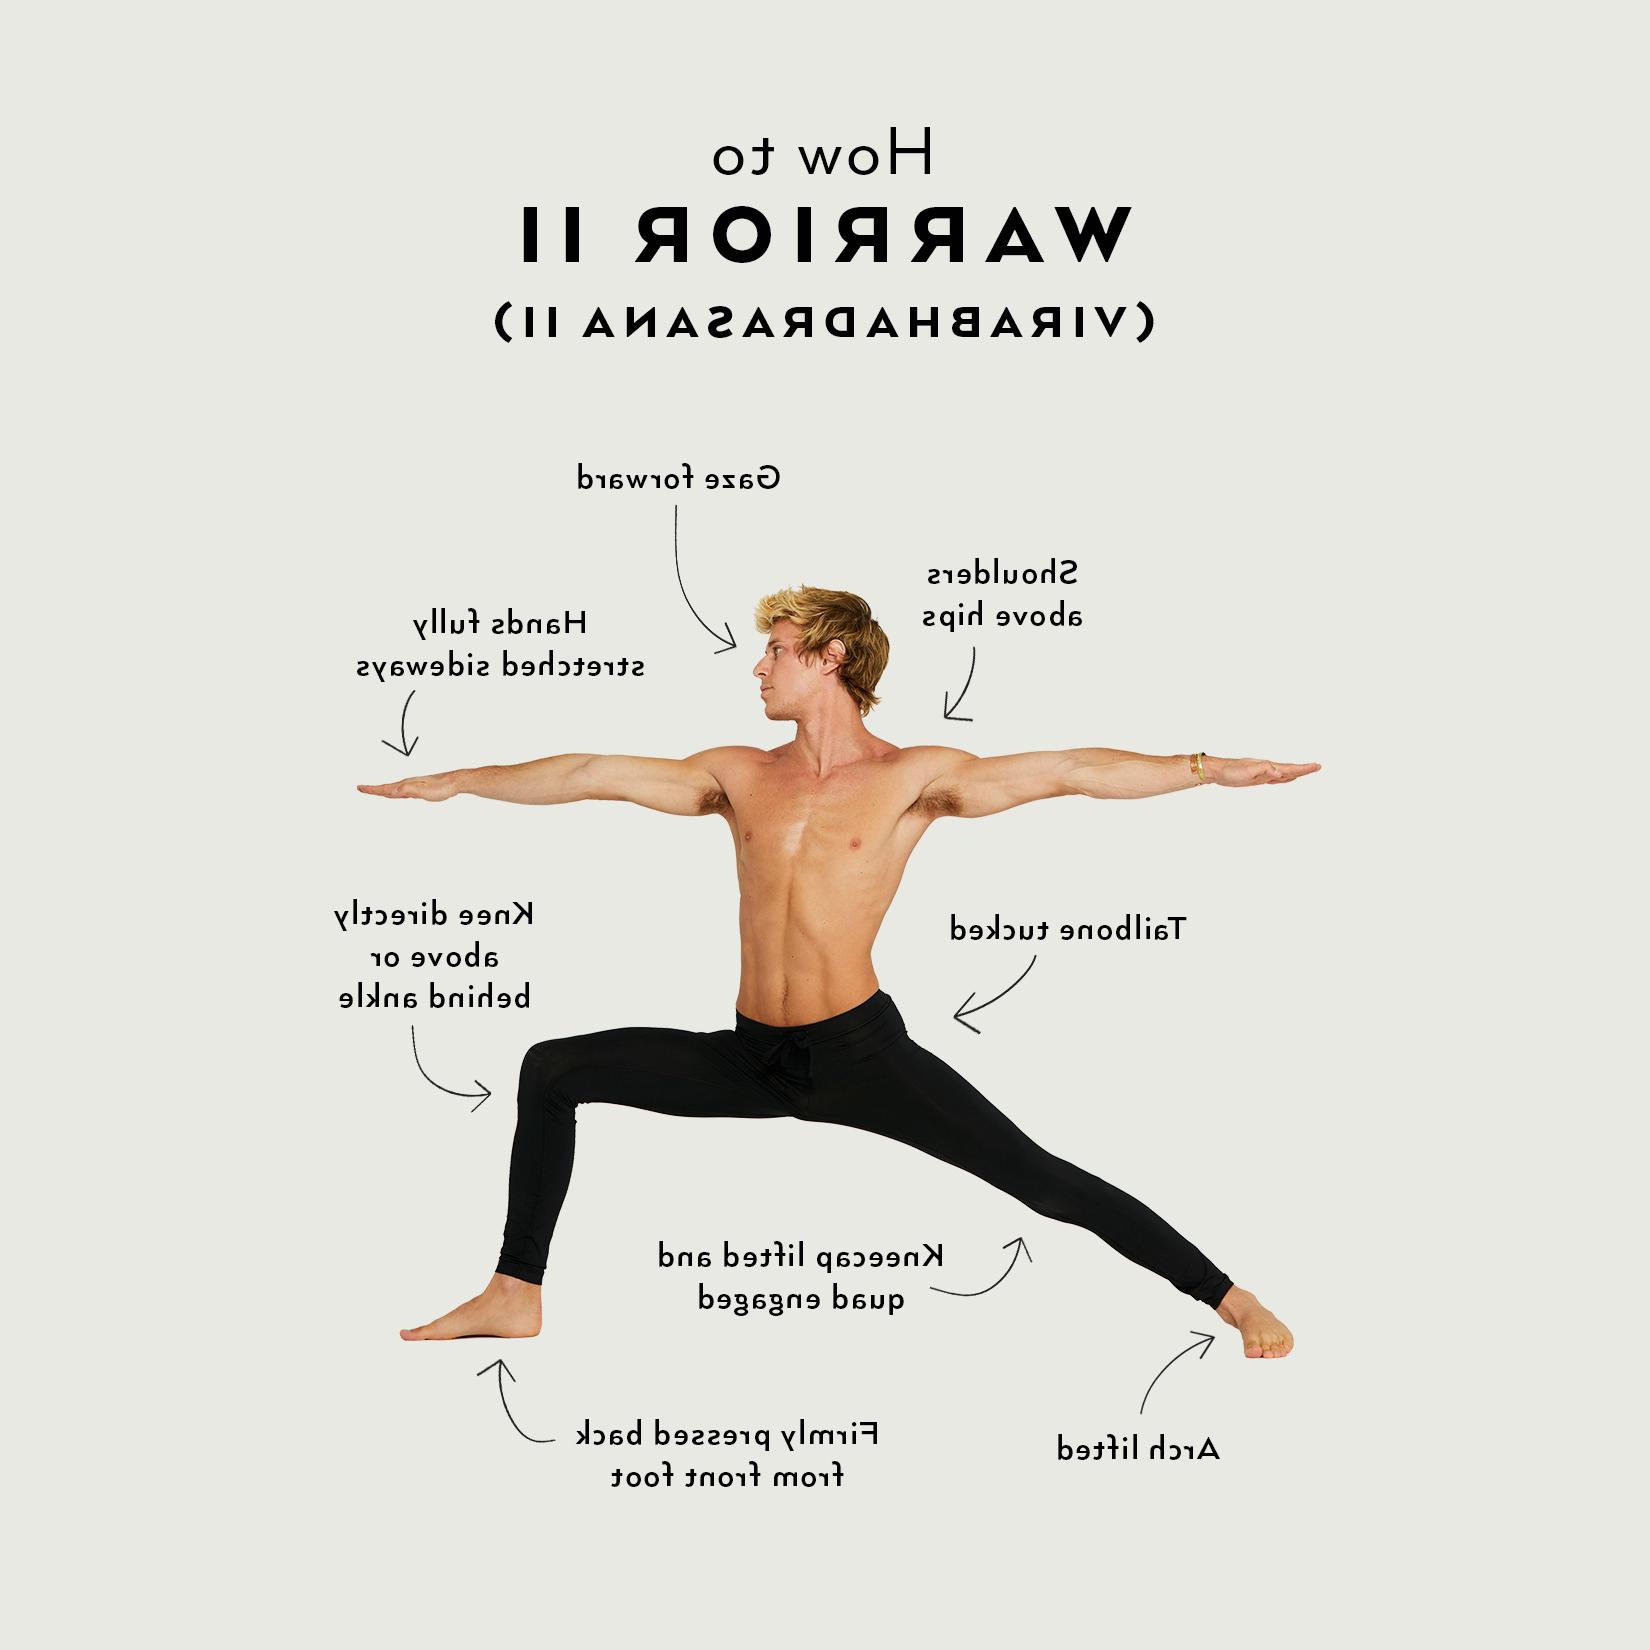 How to
WARRIOR II
(VIRABHADRASANA II)
Gaze forward
Shoulders
above hips
Hands fully
stretched sideways
Knee directly
above or
behind ankle
Tailbone tucked
Kneecap lifted and
quad engaged
Firmly pressed back
from front foot
Arch lifted